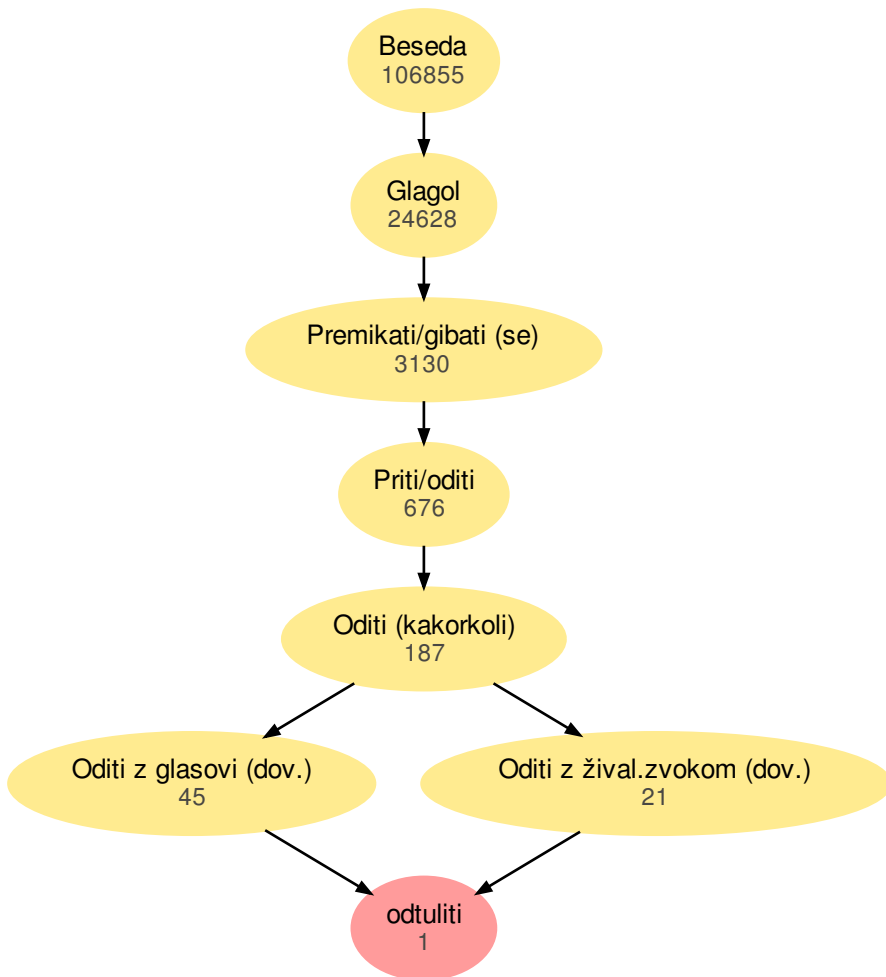 Beseda
106855
Glagol
24628
Premikati/gibati (se)
3130
Priti/oditi
676
Oditi (kakorkoli)
187
Oditi z glasovi (dov.)
45
Oditi z žival.zvokom (dov.)
21
odtuliti
1